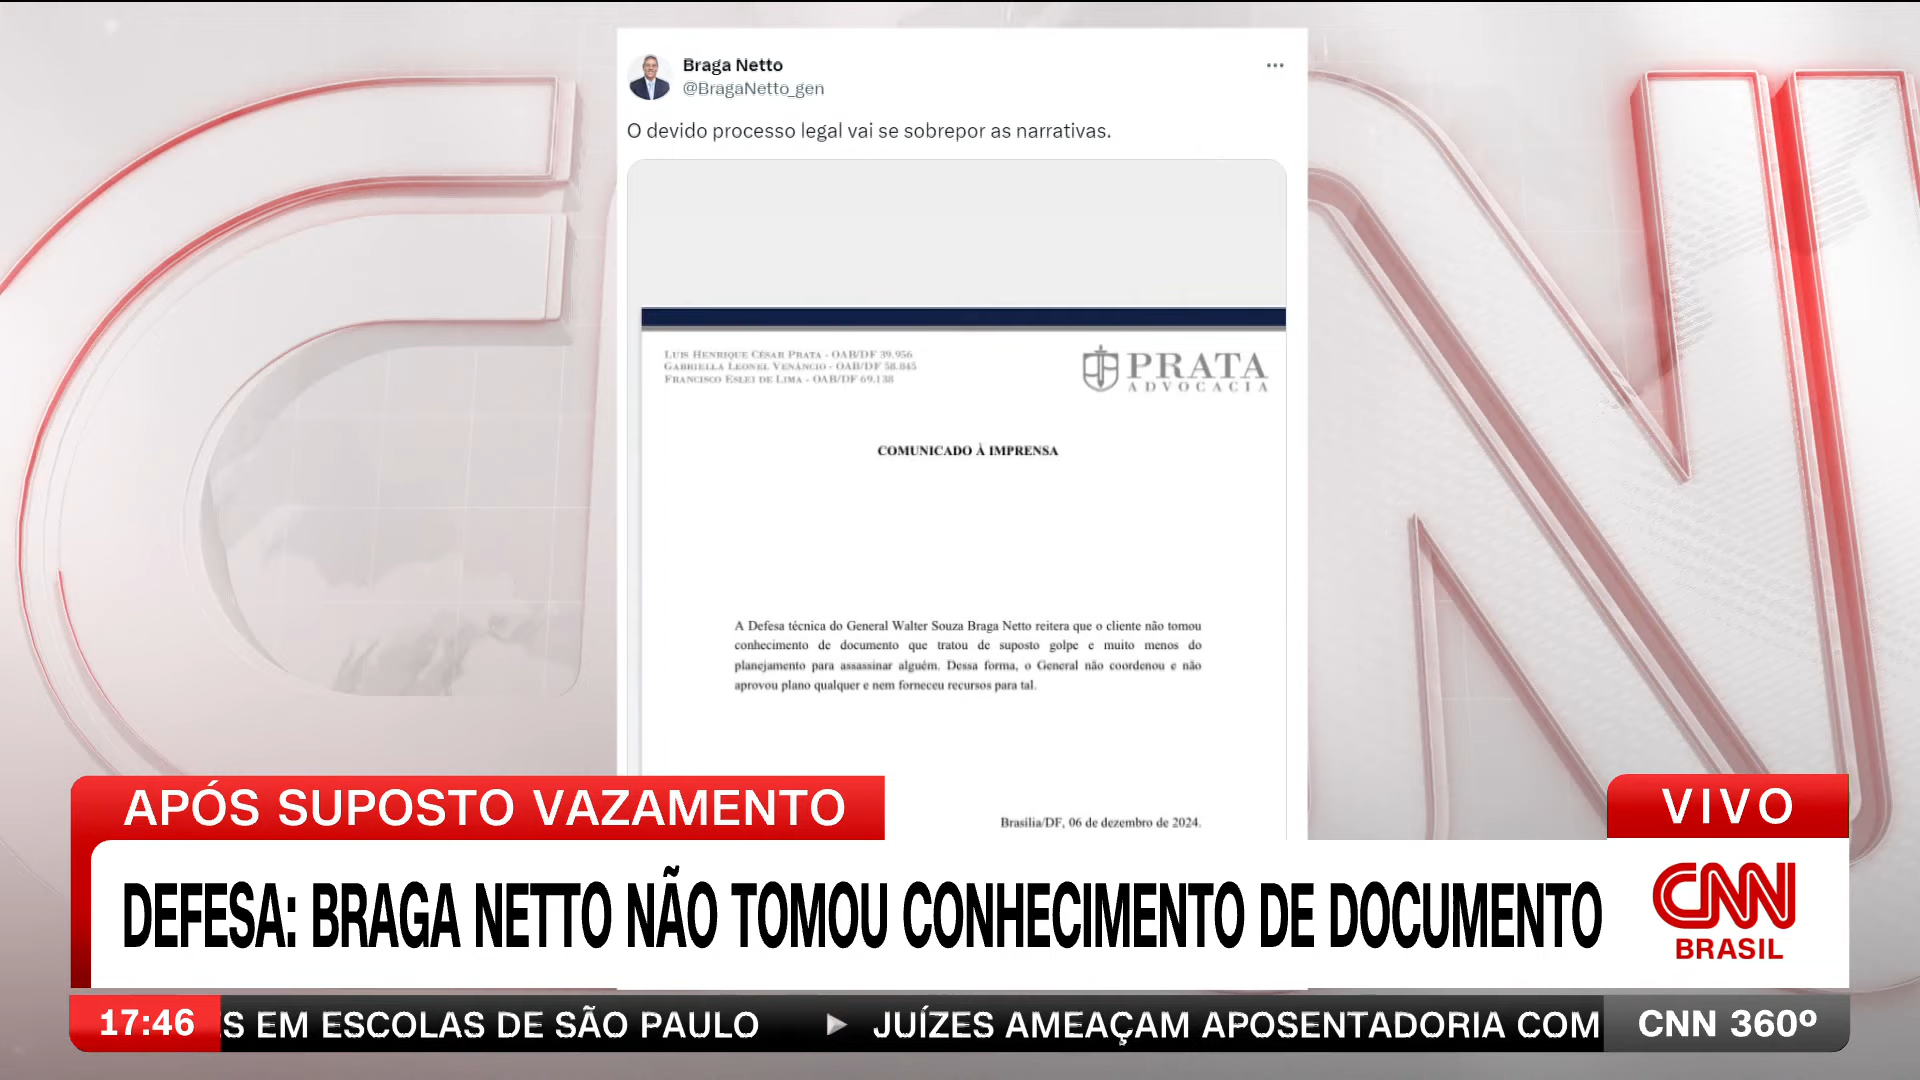 Braga Netto
@BragaNetto_gen
O devido processo legal vai se sobrepor as narrativas.
LUIS HENRIQUE CÉSAR PRATA - OAB/DF 39.956
GABRIELLA LEONEL VENÂNCIO - OAB/DF 58.845
FRANCISCO ESLEI DE LIMA - OAB/DF 69.138
PRATA
ADVOCACIA
COMUNICADO À IMPRENSA
A Defesa técnica do General Walter Souza Braga Netto reitera que o cliente não tomou
conhecimento de documento que tratou de suposto golpe e muito menos do
planejamento para assassinar alguém. Dessa forma, o General não coordenou e não
aprovou plano qualquer e nem forneceu recursos para tal.
Brasília/DF, 06 de dezembro de 2024.
APÓS SUPOSTO VAZAMENTO
VIVO
DEFESA: BRAGA NETTO NÃO TOMOU CONHECIMENTO DE DOCUMENTO
CNN
BRASIL
17:46
S EM ESCOLAS DE SÃO PAULO
JUÍZES AMEAÇAM APOSENTADORIA COM
CNN 360º